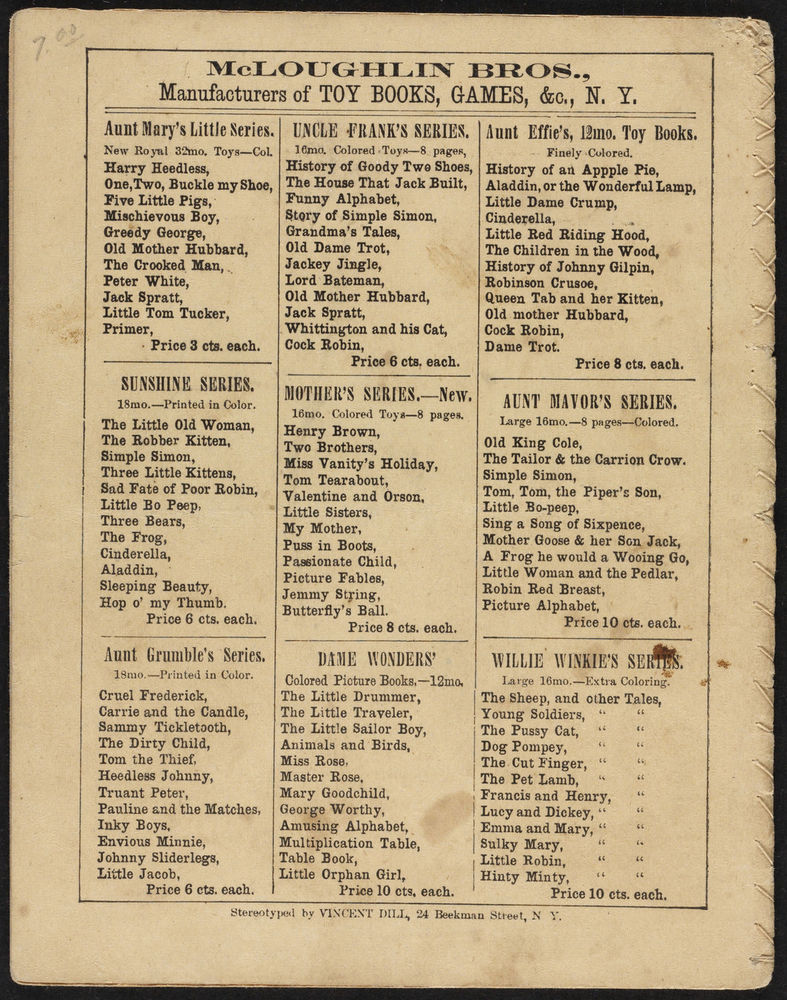 7.00
McLOUGHLIN BROS.,
Manufacturers of TOY BOOKS, GAMES, &c., N. Y.
Aunt Mary's Little Series.
New Royal 32mo. Toys—Col.
Harry Heedless,
One,Two, Buckle my Shoe,
Five Little Pigs,
Mischievous Boy,
Greedy George,
Old Mother Hubbard,
The Crooked Man,
Peter White,
Jack Spratt,
Little Tom Tucker,
Primer,
Price 3 cts. each.
SUNSHINE SERIES.
18mo.—Printed in Color.
The Little Old Woman,
The Robber Kitten,
Simple Simon,
Three Little Kittens,
Sad Fate of Poor Robin,
Little Bo Peep,
Three Bears,
The Frog,
Cinderella,
Aladdin,
Sleeping Beauty,
Hop o' my Thumb.
Price 6 cts. each.
Aunt Grumble's Series.
18mo.—Printed in Color.
Cruel Frederick,
Carrie and the Candle,
Sammy Tickletooth,
The Dirty Child,
Tom the Thief,
Heedless Johnny,
Truant Peter,
Pauline and the Matches,
Inky Boys,
Envious Minnie,
Johnny Sliderlegs,
Little Jacob,
Price 6 cts. each.
UNCLE FRANK'S SERIES.
16mo. Colored Toys—8 pages,
History of Goody Two Shoes,
The House That Jack Built,
Funny Alphabet,
Story of Simple Simon,
Grandma's Tales,
Old Dame Trot,
Jackey Jingle,
Lord Bateman,
Old Mother Hubbard,
Jack Spratt,
Whittington and his Cat,
Cock Robin,
Price 6 cts. each.
MOTHER'S SERIES.—New.
16mo. Colored Toys—8 pages.
Henry Brown,
Two Brothers,
Miss Vanity's Holiday,
Tom Tearabout,
Valentine and Orson,
Little Sisters,
My Mother,
Puss in Boots,
Passionate Child,
Picture Fables,
Jemmy String,
Butterfly's Ball.
Price 8 cts. each.
DAME WONDERS'
Colored Picture Books.—12mo.
The Little Drummer,
The Little Traveler,
The Little Sailor Boy,
Animals and Birds,
Miss Rose,
Master Rose,
Mary Goodchild,
George Worthy,
Amusing Alphabet,
Multiplication Table,
Table Book,
Little Orphan Girl,
Price 10 cts. each.
Aunt Effie's, 12mo. Toy Books.
Finely Colored.
History of an Appple Pie,
Aladdin, or the Wonderful Lamp,
Little Dame Crump,
Cinderella,
Little Red Riding Hood,
The Children in the Wood,
History of Johnny Gilpin,
Robinson Crusoe,
Queen Tab and her Kitten,
Old mother Hubbard,
Cock Robin,
Dame Trot.
Price 8 cts. each.
AUNT MAVOR'S SERIES.
Large 16mo.—8 pages—Colored.
Old King Cole,
The Tailor & the Carrion Crow.
Simple Simon,
Tom, Tom, the Piper's Son,
Little Bo-peep,
Sing a Song of Sixpence,
Mother Goose & her Son Jack,
A Frog he would a Wooing Go,
Little Woman and the Pedlar,
Robin Red Breast,
Picture Alphabet,
Price 10 cts. each.
WILLIE WINKIE'S SERIES.
Large 16mo.—Extra Coloring.
The Sheep, and other Tales,
Young Soldiers, " "
The Pussy Cat, " "
Dog Pompey, " "
The Cut Finger, " "
The Pet Lamb, " "
Francis and Henry, "
Lucy and Dickey, " "
Emma and Mary, " "
Sulky Mary, " "
Little Robin, " "
Hinty Minty, " "
Price 10 cts. each.
Stereotyped by VINCENT DILL, 24 Beekman Street, N Y.